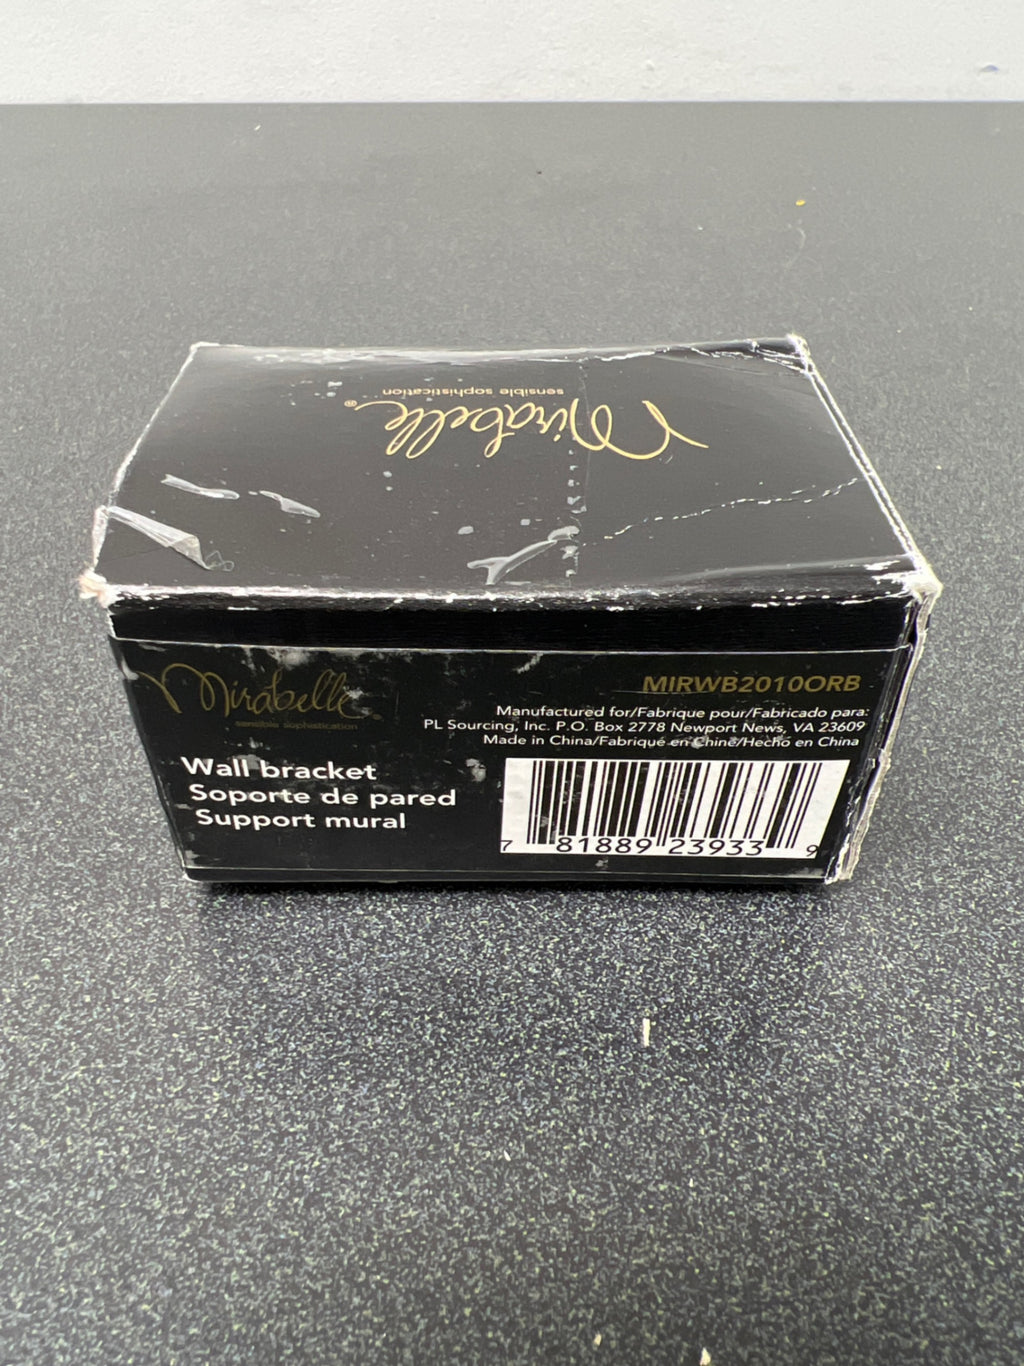 Mirabelle®
sensible sophistication
Mirabelle®
sensible sophistication
MIRWB2010ORB
Manufactured for/Fabrique pour/Fabricado para:
PL Sourcing, Inc. P.O. Box 2778 Newport News, VA 23609
Made in China/Fabriqué en Chine/Hecho en China
Wall bracket
Soporte de pared
Support mural
7 81889 23933 9